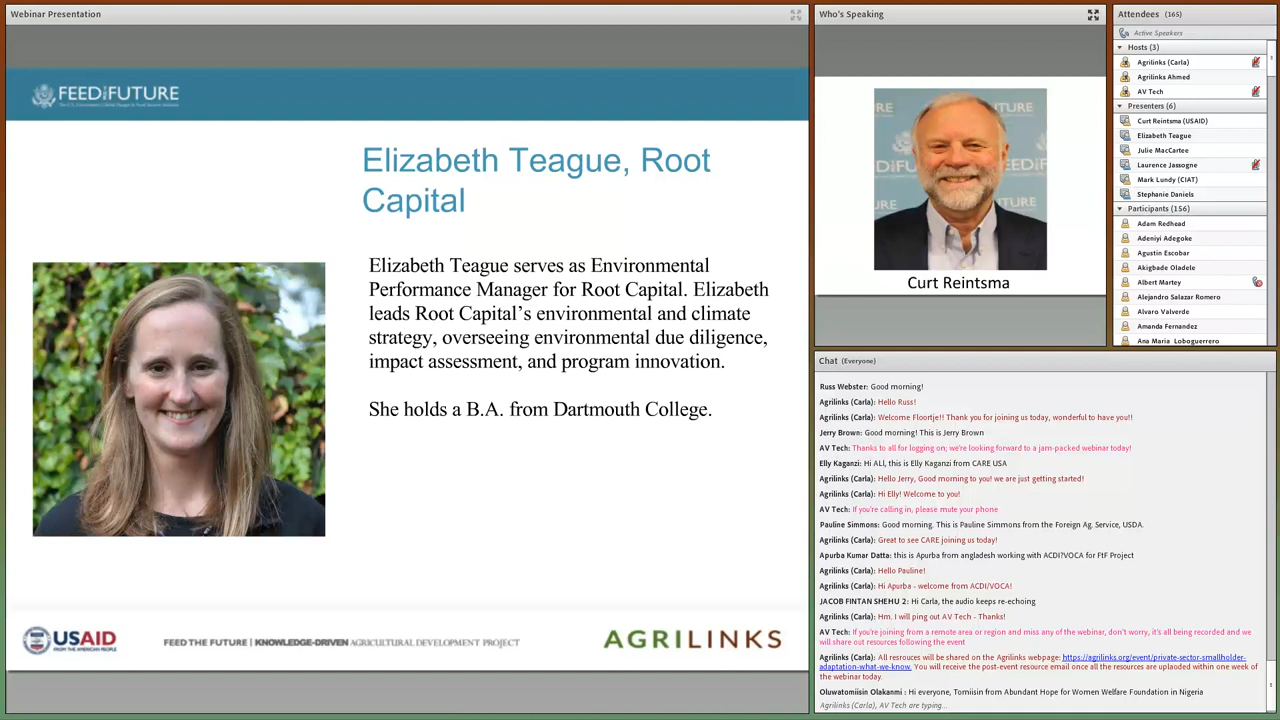 Webinar Presentation
FEED THE FUTURE
Elizabeth Teague, Root
Capital
Elizabeth Teague serves as Environmental
Performance Manager for Root Capital. Elizabeth
leads Root Capital's environmental and climate
strategy, overseeing environmental due diligence,
impact assessment, and program innovation.
She holds a B.A. from Dartmouth College.
USAID
FROM THE AMERICAN PEOPLE
FEED THE FUTURE | KNOWLEDGE-DRIVEN AGRICULTURAL DEVELOPMENT PROJECT
AGRILINKS
Who's Speaking
Curt Reintsma
Attendees (165)
Active Speakers
Hosts (3)
Agrilinks (Carla)
Agrilinks Ahmed
AV Tech
Presenters (6)
Curt Reintsma (USAID)
Elizabeth Teague
Julie MacCartee
Laurence Jassogne
Mark Lundy (CIAT)
Stephanie Daniels
Participants (156)
Adam Redhead
Adeniyi Adegoke
Agustin Escobar
Akigbade Oladele
Albert Martey
Alejandro Salazar Romero
Alvaro Valverde
Amanda Fernandez
Ana Maria Loboguerrero
Chat (Everyone)
Russ Webster: Good morning!
Agrilinks (Carla): Hello Russ!
Agrilinks (Carla): Welcome Floortje!! Thank you for joining us today, wonderful to have you!!
Jerry Brown: Good morning! This is Jerry Brown
AV Tech: Thanks to all for logging on; we're looking forward to a jam-packed webinar today!
Elly Kaganzi: Hi ALl, this is Elly Kaganzi from CARE USA
Agrilinks (Carla): Hello Jerry, Good morning to you! we are just getting started!
Agrilinks (Carla): Hi Elly! Welcome to you!
AV Tech: If you're calling in, please mute your phone
Pauline Simmons: Good morning. This is Pauline Simmons from the Foreign Ag. Service, USDA.
Agrilinks (Carla): Great to see CARE joining us today!
Apurba Kumar Datta: this is Apurba from angladesh working with ACDI?VOCA for FtF Project
Agrilinks (Carla): Hello Pauline!
Agrilinks (Carla): Hi Apurba - welcome from ACDI/VOCA!
JACOB FINTAN SHEHU 2: Hi Carla, the audio keeps re-echoing
Agrilinks (Carla): Hm. I will ping out AV Tech - Thanks!
AV Tech: If you're joining from a remote area or region and miss any of the webinar, don't worry, it's all being recorded and we
will share out resources following the event
Agrilinks (Carla): All resrouces will be shared on the Agrilinks webpage: https://agrilinks.org/event/private-sector-smallholder-
adaptation-what-we-know. You will receive the post-event resource email once all the resources are uplaoded within one week of
the webinar today.
Oluwatomiisin Olakanmi : Hi everyone, Tomiisin from Abundant Hope for Women Welfare Foundation in Nigeria
Agrilinks (Carla), AV Tech are typing...